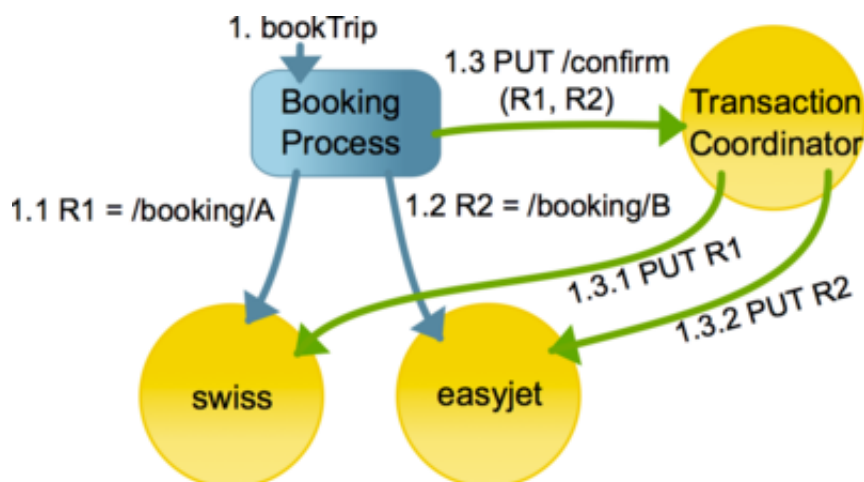 1. bookTrip
1.3 PUT /confirm
(R1, R2)
Booking
Process
Transaction
Coordinator
1.1 R1 = /booking/A
1.2 R2 = /booking/B
1.3.1 PUT R1
1.3.2 PUT R2
swiss
easyjet